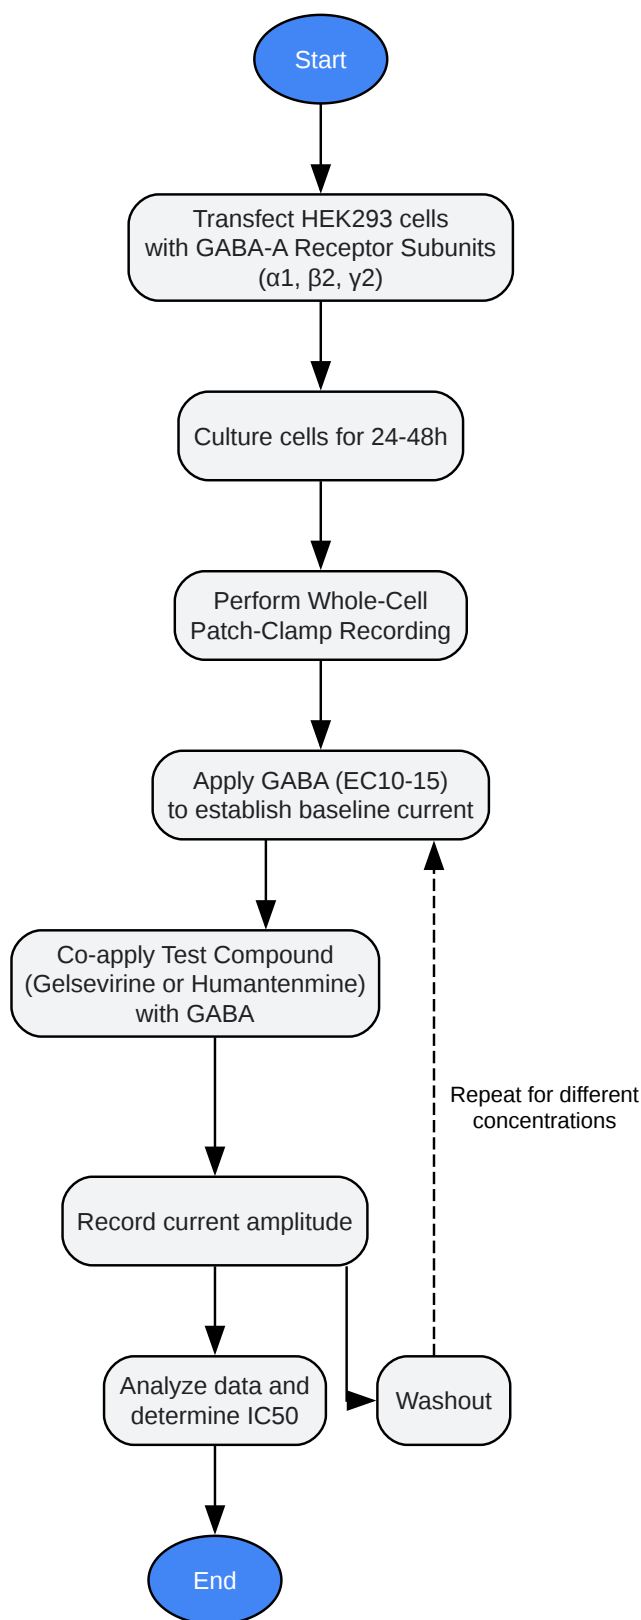 Start
Transfect HEK293 cells
with GABA-A Receptor Subunits
(α1, β2, γ2)
Culture cells for 24-48h
Perform Whole-Cell
Patch-Clamp Recording
Apply GABA (EC10-15)
to establish baseline current
Co-apply Test Compound
(Gelsevirine or Humantenmine)
with GABA
Repeat for different
concentrations
Record current amplitude
Analyze data and
determine IC50
Washout
End